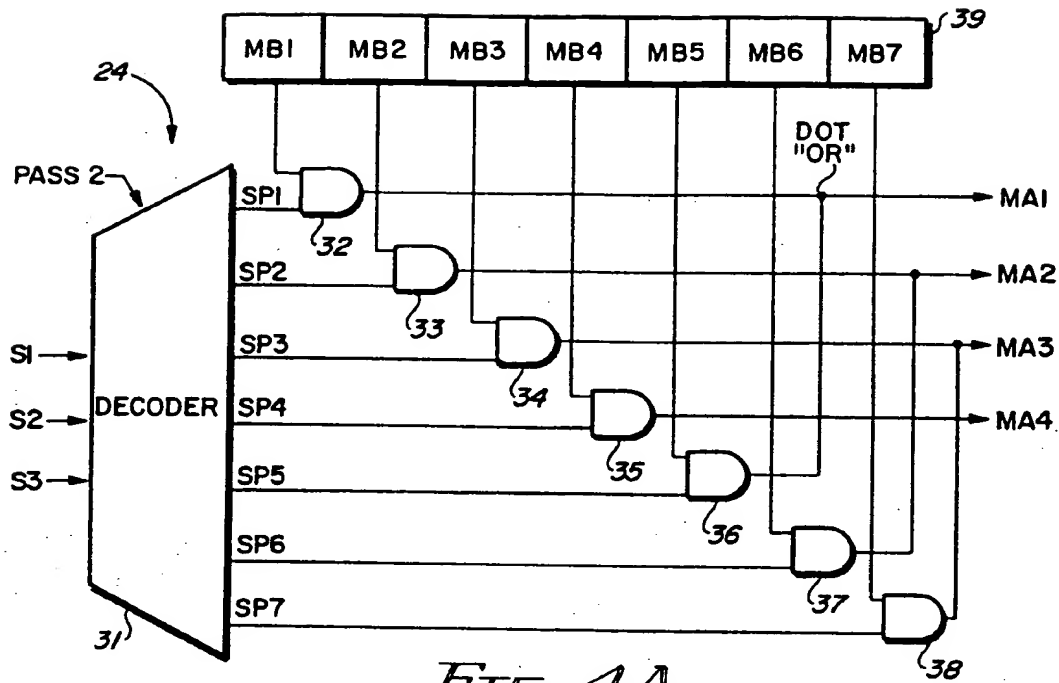 39
MB1 MB2 MB3 MB4 MB5 MB6 MB7
24
DOT
"OR"
PASS 2
SP1
32
MA1
SP2
33
MA2
S1
SP3
34
MA3
DECODER
S2
SP4
35
MA4
S3
SP5
36
SP6
37
SP7
31
38